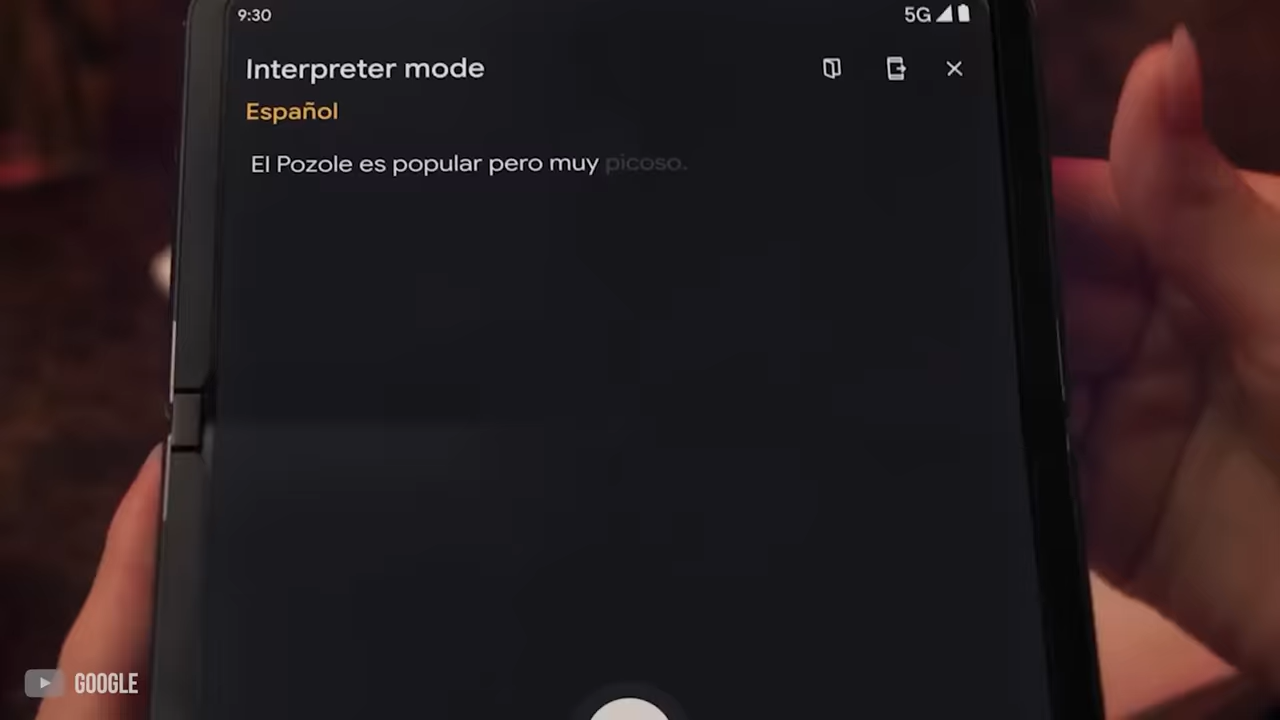 9:30
5G
Interpreter mode
Español
El Pozole es popular pero muy picoso.
GOOGLE